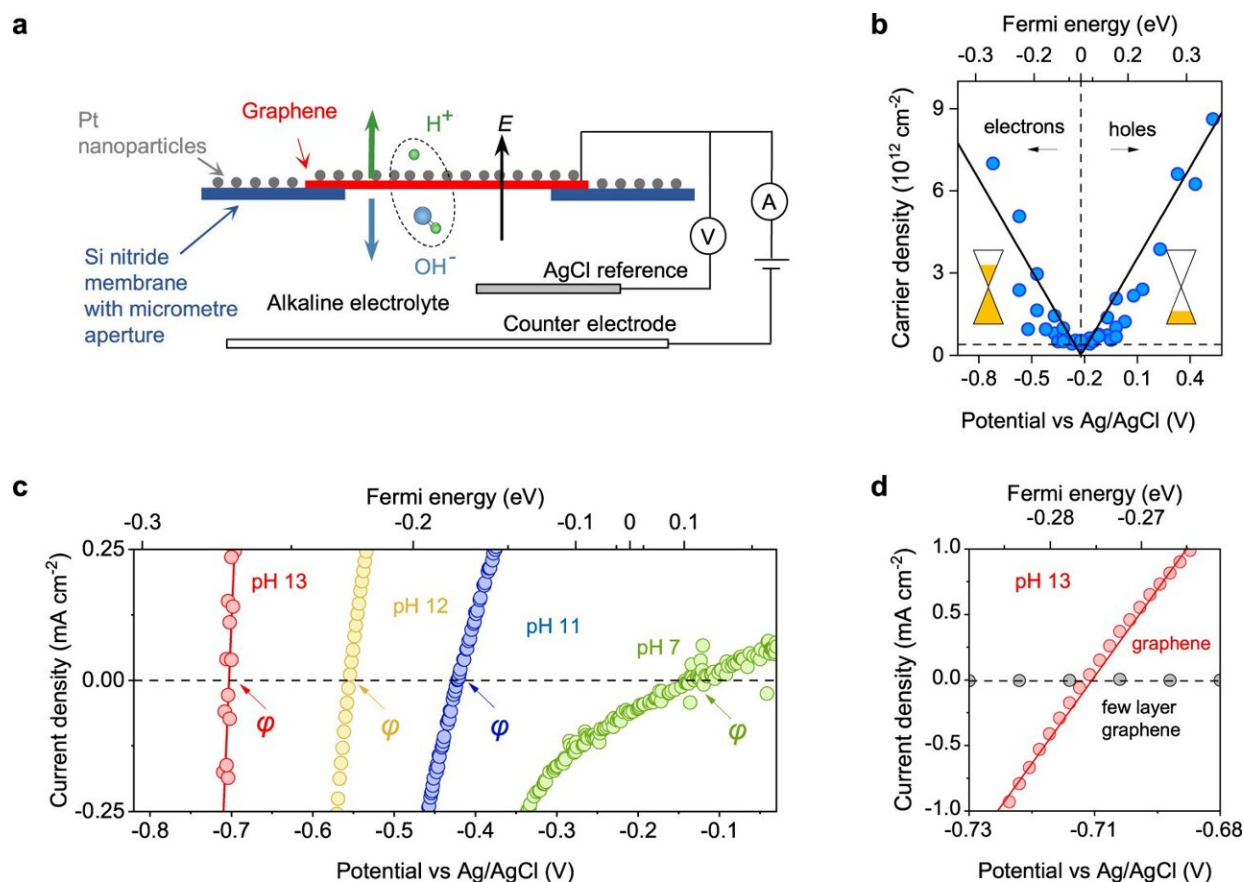 a
Pt
nanoparticles
Graphene
H⁺
E
Si nitride
membrane
with micrometre
aperture
OH⁻
V
A
AgCl reference
Alkaline electrolyte
Counter electrode
b
Fermi energy (eV)
-0.3 -0.1 0 0.1 0.3
electrons
holes
Carrier density (10¹² cm⁻²)
9
6
3
0
-0.8 -0.5 -0.2 0.1 0.4
Potential vs Ag/AgCl (V)
c
Fermi energy (eV)
-0.3 -0.2 -0.1 0 0.1
Current density (mA cm⁻²)
0.25
0.00
-0.25
pH 13
pH 12
pH 11
pH 7
φ
φ
φ
φ
-0.8 -0.7 -0.6 -0.5 -0.4 -0.3 -0.2 -0.1
Potential vs Ag/AgCl (V)
d
Fermi energy (eV)
-0.28 -0.27
Current density (mA cm⁻²)
1.0
0.5
0.0
-0.5
-1.0
pH 13
graphene
few layer
graphene
-0.73 -0.71 -0.68
Potential vs Ag/AgCl (V)